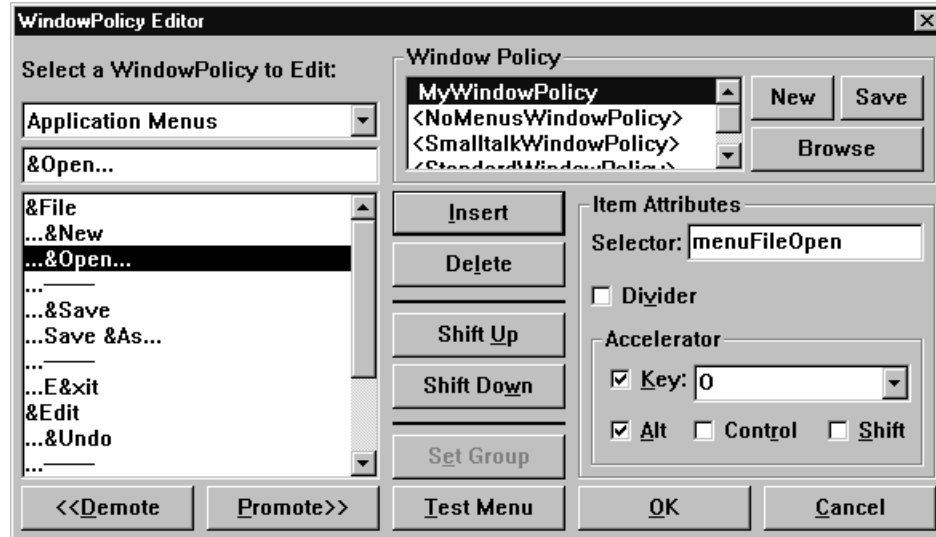 WindowPolicy Editor
Select a WindowPolicy to Edit:
Application Menus
&Open...
&File
...&New
...&Open...
...———
...&Save
...Save &As...
...———
...E&xit
&Edit
...&Undo
...———
<<Demote
Promote>>
Window Policy
MyWindowPolicy
<NoMenusWindowPolicy>
<SmalltalkWindowPolicy>
<StandardWindowPolicy>
New
Save
Browse
Insert
Delete
Shift Up
Shift Down
Set Group
Test Menu
Item Attributes
Selector: menuFileOpen
Divider
Accelerator
Key: O
Alt
Control
Shift
OK
Cancel